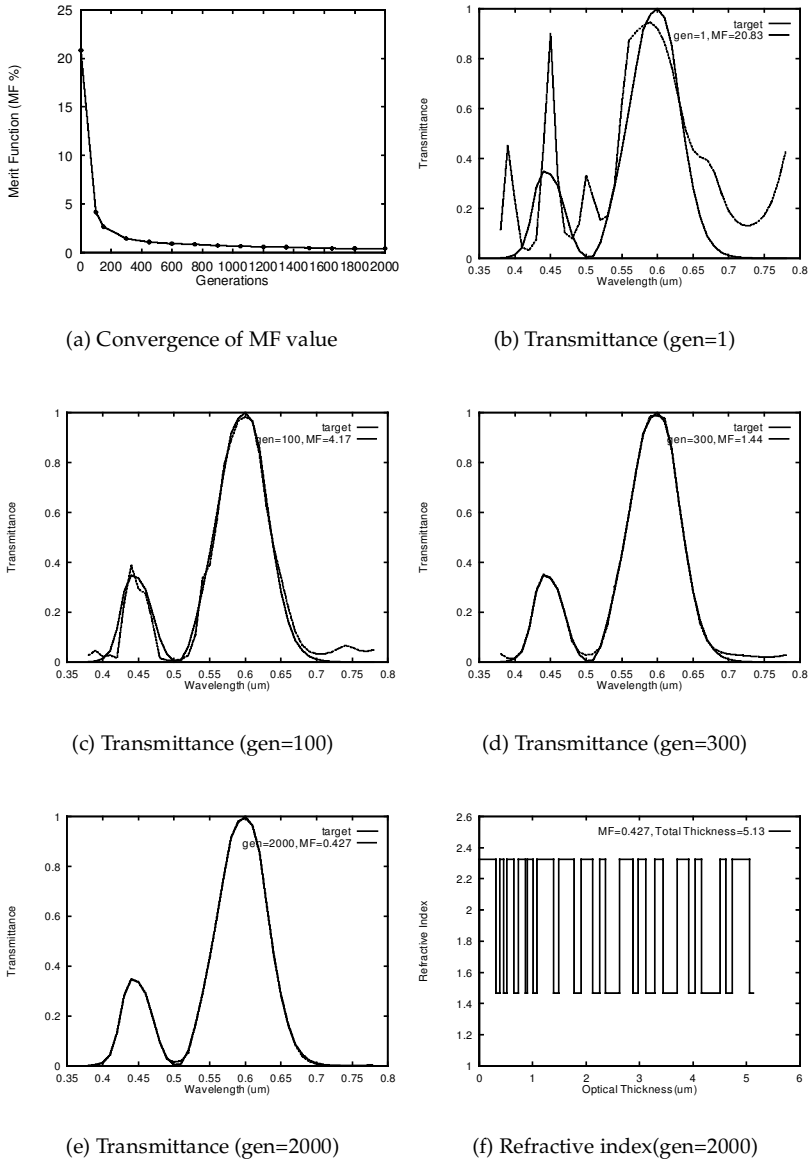 25
20
15
10
5
0
Merit Function (MF %)
0 200 400 600 800 1000 1200 1400 1600 1800 2000
Generations
(a) Convergence of MF value
1
0.8
0.6
0.4
0.2
0
Transmittance
target
gen=1, MF=20.83
0.35 0.4 0.45 0.5 0.55 0.6 0.65 0.7 0.75 0.8
Wavelength (um)
(b) Transmittance (gen=1)
1
0.8
0.6
0.4
0.2
0
Transmittance
target
gen=100, MF=4.17
0.35 0.4 0.45 0.5 0.55 0.6 0.65 0.7 0.75 0.8
Wavelength (um)
(c) Transmittance (gen=100)
1
0.8
0.6
0.4
0.2
0
Transmittance
target
gen=300, MF=1.44
0.35 0.4 0.45 0.5 0.55 0.6 0.65 0.7 0.75 0.8
Wavelength (um)
(d) Transmittance (gen=300)
1
0.8
0.6
0.4
0.2
0
Transmittance
target
gen=2000, MF=0.427
0.35 0.4 0.45 0.5 0.55 0.6 0.65 0.7 0.75 0.8
Wavelength (um)
(e) Transmittance (gen=2000)
2.6
2.4
2.2
2
1.8
1.6
1.4
1.2
1
Refractive Index
MF=0.427, Total Thickness=5.13
0 1 2 3 4 5 6
Optical Thickness (um)
(f) Refractive index(gen=2000)